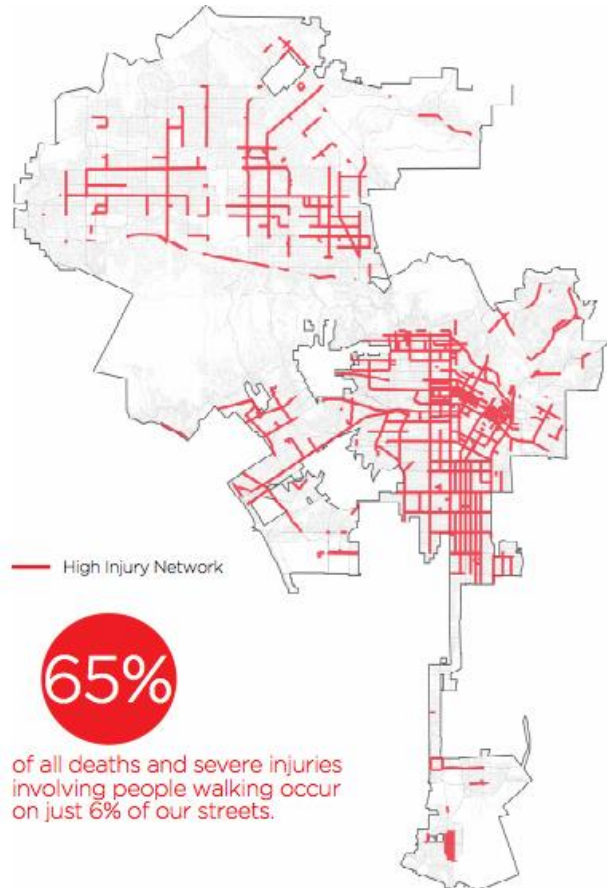 High Injury Network
65%
of all deaths and severe injuries
involving people walking occur
on just 6% of our streets.